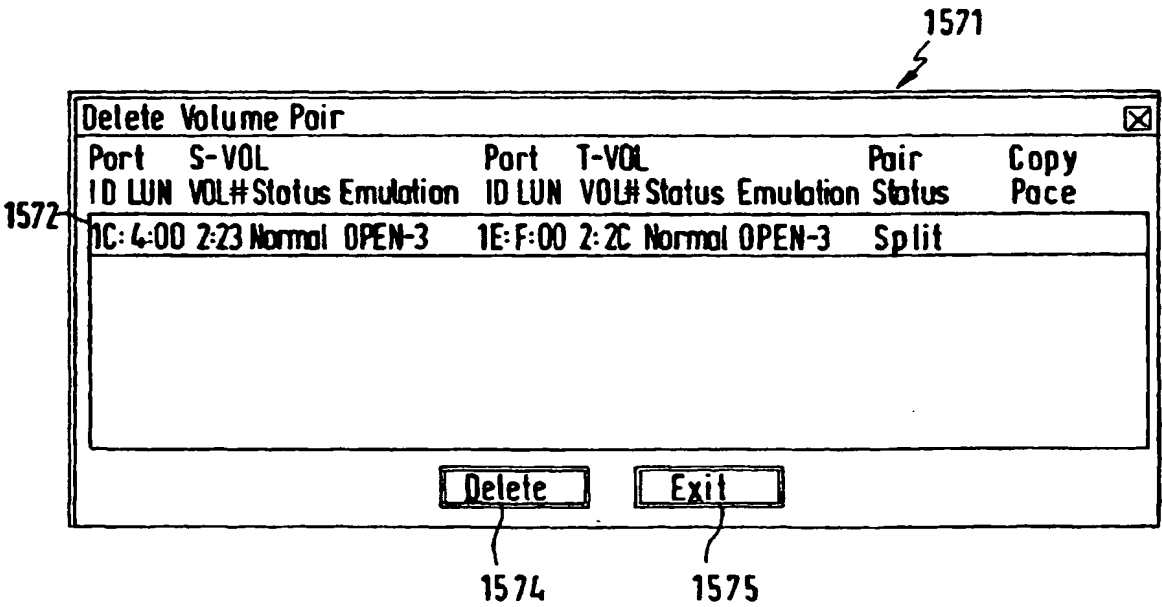 1571
Delete Volume Pair
Port S-VOL Port T-VOL Pair Copy
ID LUN VOL# Status Emulation ID LUN VOL# Status Emulation Status Pace
1572
1C: 4:00 2:23 Normal OPEN-3 1E: F:00 2: 2C Normal OPEN-3 Split
Delete Exit
1574 1575